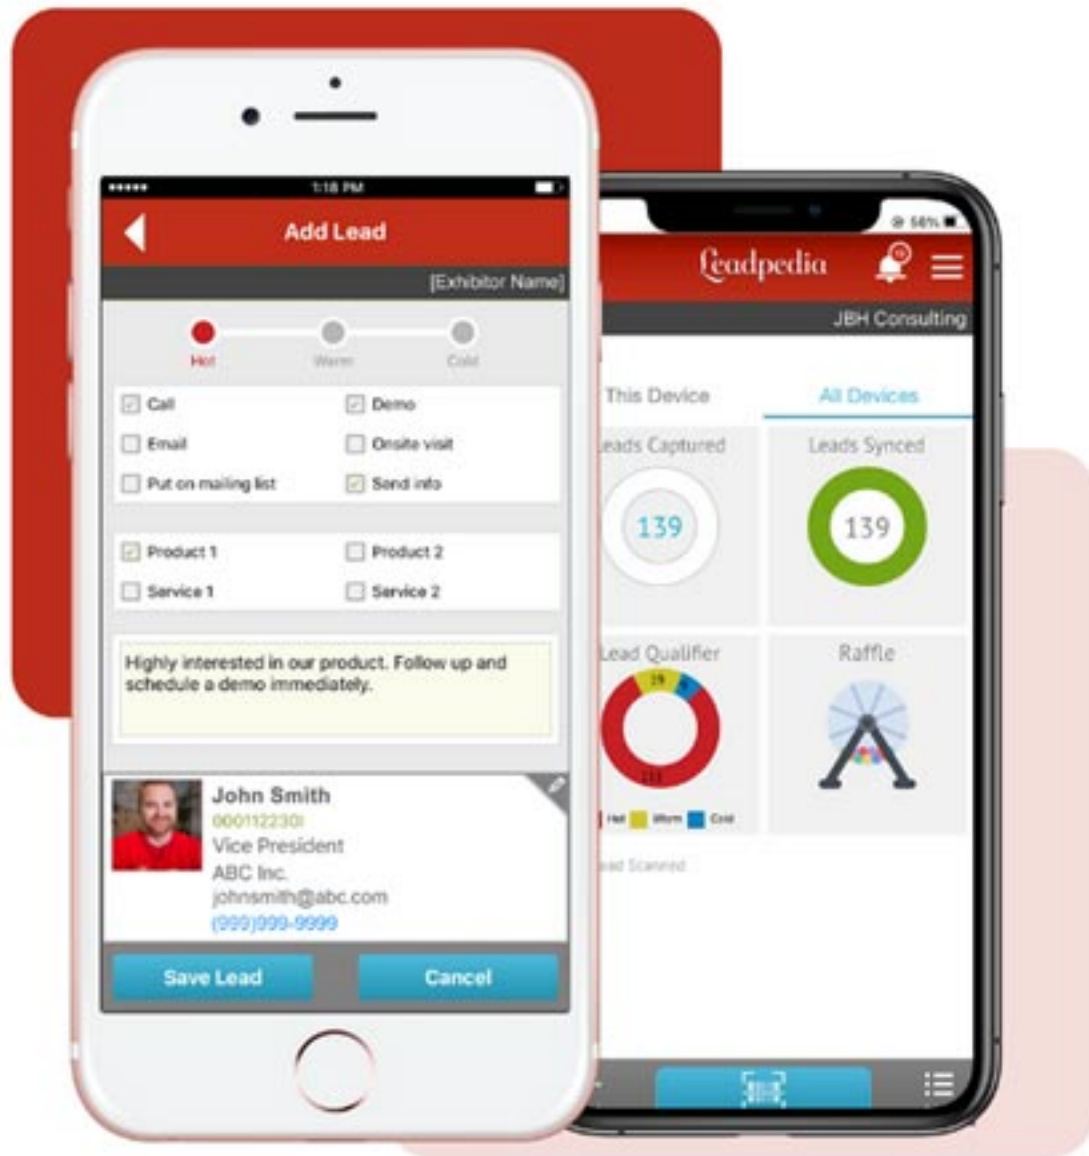 1:18 PM
Add Lead
[Exhibitor Name]
Hot Warm Cold
Call Demo
Email Onsite visit
Put on mailing list Send info
Product 1 Product 2
Service 1 Service 2
Highly interested in our product. Follow up and
schedule a demo immediately.
John Smith
Vice President
ABC Inc.
johnsmith@abc.com
(999)999-9999
Save Lead Cancel
56%
Leadpedia
JBH Consulting
This Device All Devices
Leads Captured Leads Synced
139 139
Lead Qualifier Raffle
Hot Warm Cold
Scanned